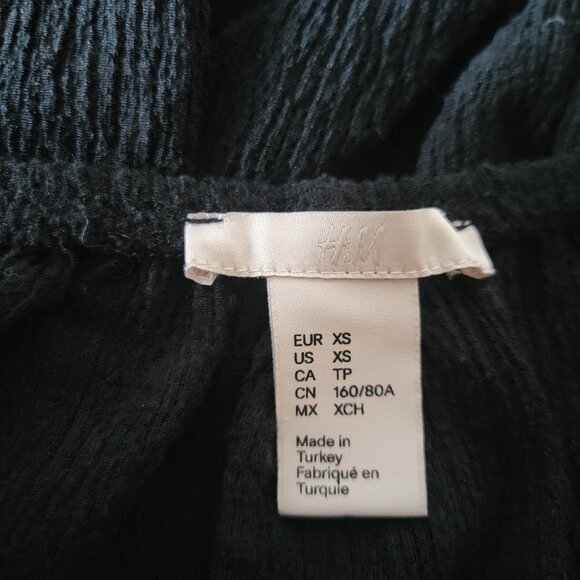 H&M
EUR XS
US XS
CA TP
CN 160/80A
MX XCH
Made in
Turkey
Fabriqué en
Turquie